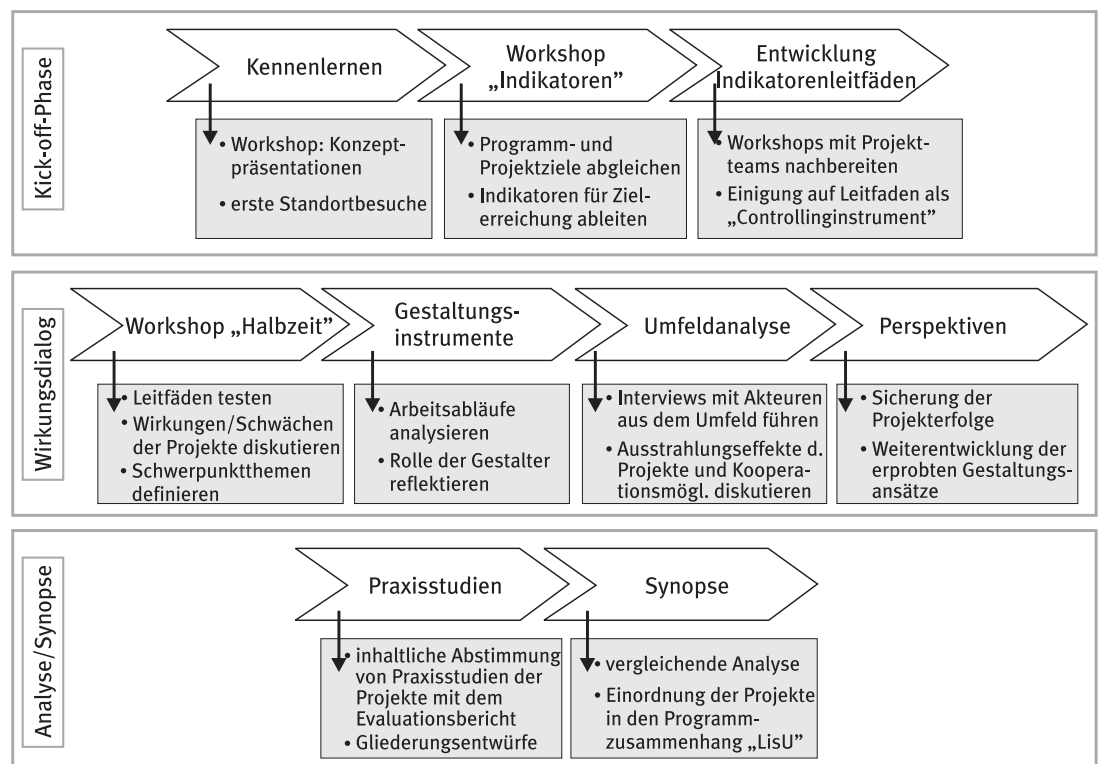 Kick-off-Phase
Kennenlernen
• Workshop: Konzept-
präsentationen
• erste Standortbesuche
Workshop
„Indikatoren”
• Programm- und
Projektziele abgleichen
• Indikatoren für Ziel-
erreichung ableiten
Entwicklung
Indikatorenleitfäden
• Workshops mit Projekt-
teams nachbereiten
• Einigung auf Leitfaden als
„Controllinginstrument”
Wirkungsdialog
Workshop „Halbzeit”
• Leitfäden testen
• Wirkungen/Schwächen
der Projekte diskutieren
• Schwerpunktthemen
definieren
Gestaltungs-
instrumente
• Arbeitsabläufe
analysieren
• Rolle der Gestalter
reflektieren
Umfeldanalyse
• Interviews mit Akteuren
aus dem Umfeld führen
• Ausstrahlungseffekte d.
Projekte und Koopera-
tionsmögl. diskutieren
Perspektiven
• Sicherung der
Projekterfolge
• Weiterentwicklung der
erprobten Gestaltungs-
ansätze
Analyse/Synopse
Praxisstudien
• inhaltliche Abstimmung
von Praxisstudien der
Projekte mit dem
Evaluationsbericht
• Gliederungsentwürfe
Synopse
• vergleichende Analyse
• Einordnung der Projekte
in den Programm-
zusammenhang „LisU”